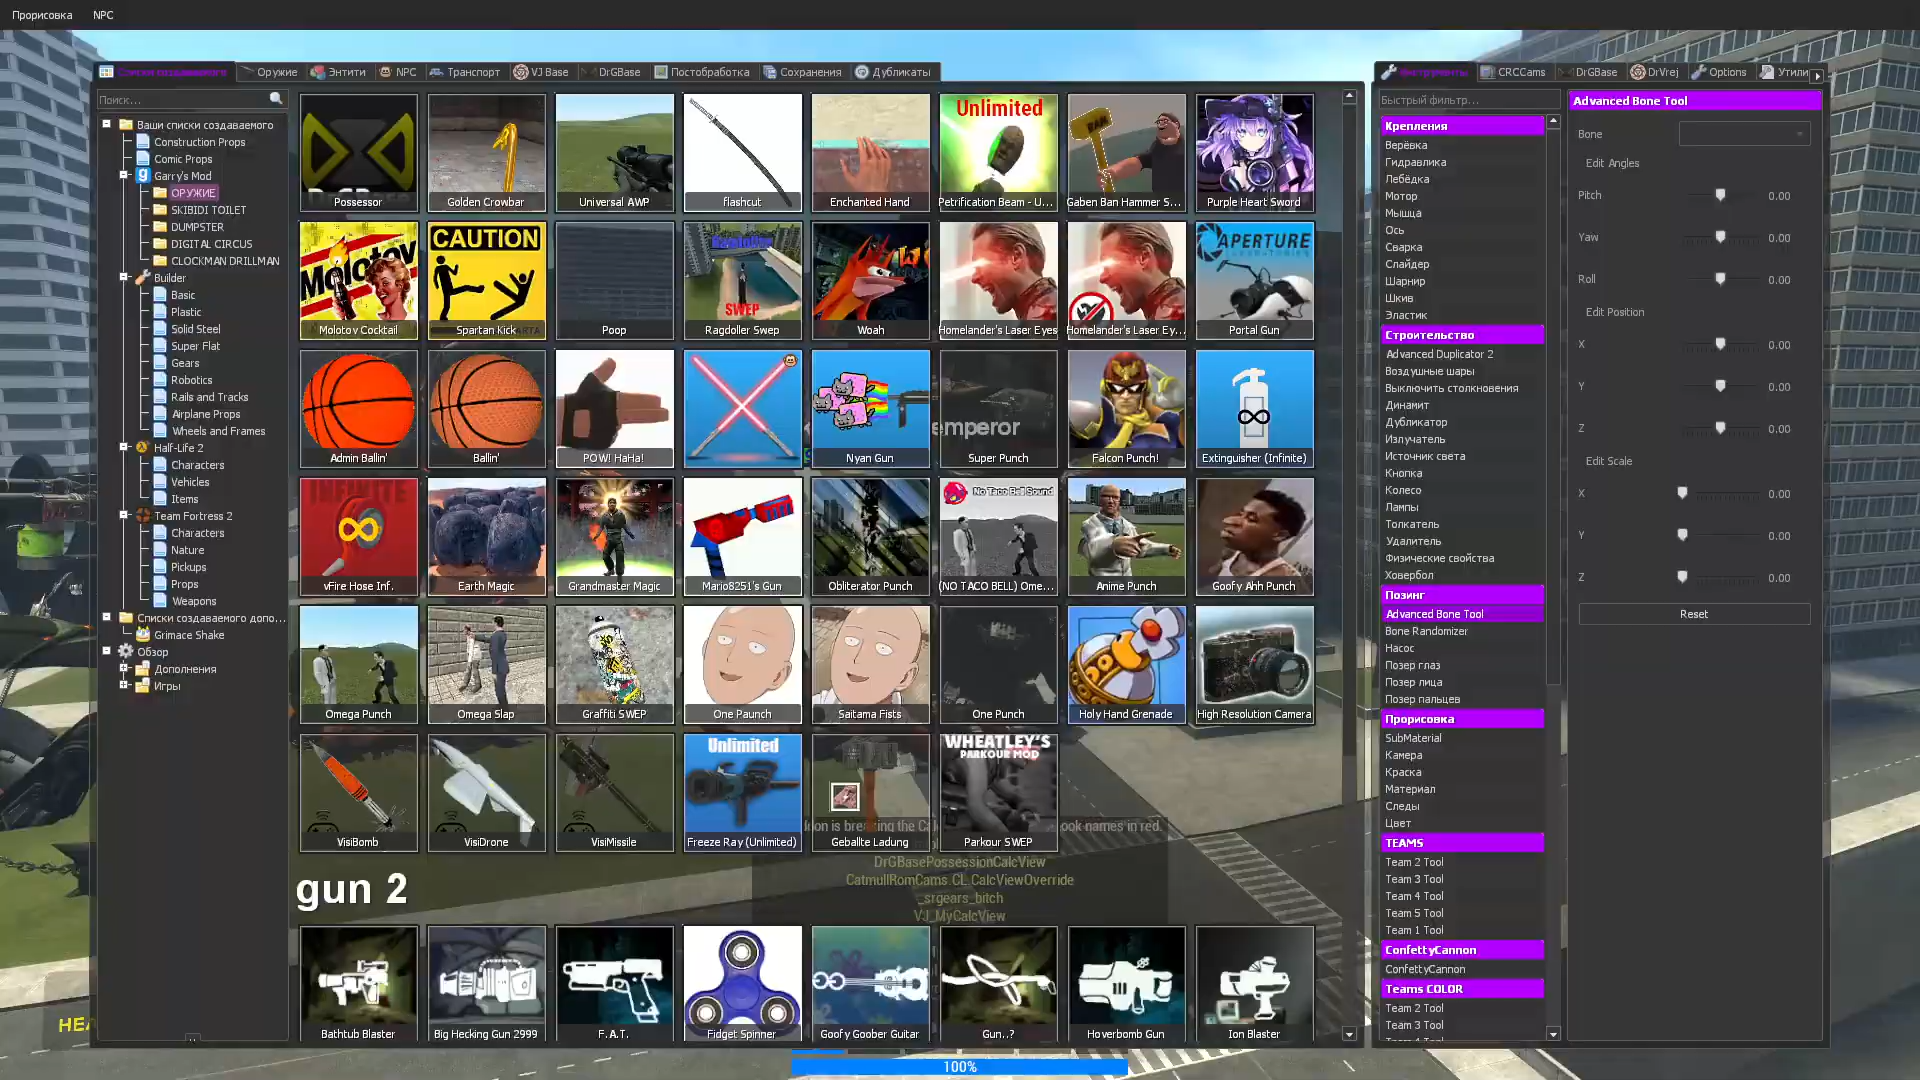 Прорисовка
NPC
Оружие
Энтити
NPC
Транспорт
VJ Base
DrGBase
Постобработка
Сохранения
Дубликаты
Поиск...
Ваши списки создаваемого
Construction Props
Comic Props
Garry's Mod
ОРУЖИЕ
SKIBIDI TOILET
DUMPSTER
DIGITAL CIRCUS
CLOCKMAN DRILLMAN
Builder
Basic
Plastic
Solid Steel
Super Flat
Gears
Robotics
Rails and Tracks
Airplane Props
Wheels and Frames
Half-Life 2
Characters
Vehicles
Items
Team Fortress 2
Characters
Nature
Pickups
Props
Weapons
Списки создаваемого допо...
Grimace Shake
Обзор
Дополнения
Игры
Possessor
Golden Crowbar
Universal AWP
flashcut
Enchanted Hand
Unlimited
Petrification Beam - U...
Gaben Ban Hammer S...
Purple Heart Sword
Molotov
Molotov Cocktail
CAUTION
Spartan Kick
Poop
SWEP
Ragdoller Swep
Woah
Homelander's Laser Eyes
Homelander's Laser Ey...
APERTURE
Portal Gun
Admin Ballin'
Ballin'
POW! HaHa!
Nyan Gun
emperor
Super Punch
Falcon Punch!
Extinguisher (Infinite)
vFire Hose Inf.
Earth Magic
Grandmaster Magic
Mario8251's Gun
Obliterator Punch
No Taco Bell Sound
(NO TACO BELL) Ome...
Anime Punch
Goofy Ahh Punch
Omega Punch
Omega Slap
Graffiti SWEP
One Paunch
Saitama Fists
One Punch
Holy Hand Grenade
High Resolution Camera
VisiBomb
VisiDrone
VisiMissile
Unlimited
Freeze Ray (Unlimited)
Geballte Ladung
WHEATLEY'S
PARKOUR MOD
Parkour SWEP
ook names in red.
DrGBasePossessionCalcView
CatmullRomCams.CL.CalcViewOverride
_srgears_bitch
VJ_MyCalcView
gun 2
Bathtub Blaster
Big Hecking Gun 2999
F.A.T.
Fidget Spinner
Goofy Goober Guitar
Gun..?
Hoverbomb Gun
Ion Blaster
100%
Инструменты
CRCCams
DrGBase
DrVrej
Options
Утили
Быстрый фильтр...
Крепления
Верёвка
Гидравлика
Лебёдка
Мотор
Мышца
Ось
Сварка
Слайдер
Шарнир
Шкив
Эластик
Строительство
Advanced Duplicator 2
Воздушные шары
Выключить столкновения
Динамит
Дубликатор
Излучатель
Источник света
Кнопка
Колесо
Лампы
Толкатель
Удалитель
Физические свойства
Ховербол
Позинг
Advanced Bone Tool
Bone Randomizer
Насос
Позер глаз
Позер лица
Позер пальцев
Прорисовка
SubMaterial
Камера
Краска
Материал
Следы
Цвет
TEAMS
Team 2 Tool
Team 3 Tool
Team 4 Tool
Team 5 Tool
Team 1 Tool
ConfettyCannon
ConfettyCannon
Teams COLOR
Team 2 Tool
Team 3 Tool
Advanced Bone Tool
Bone
Edit Angles
Pitch 0.00
Yaw 0.00
Roll 0.00
Edit Position
X 0.00
Y 0.00
Z 0.00
Edit Scale
X 0.00
Y 0.00
Z 0.00
Reset